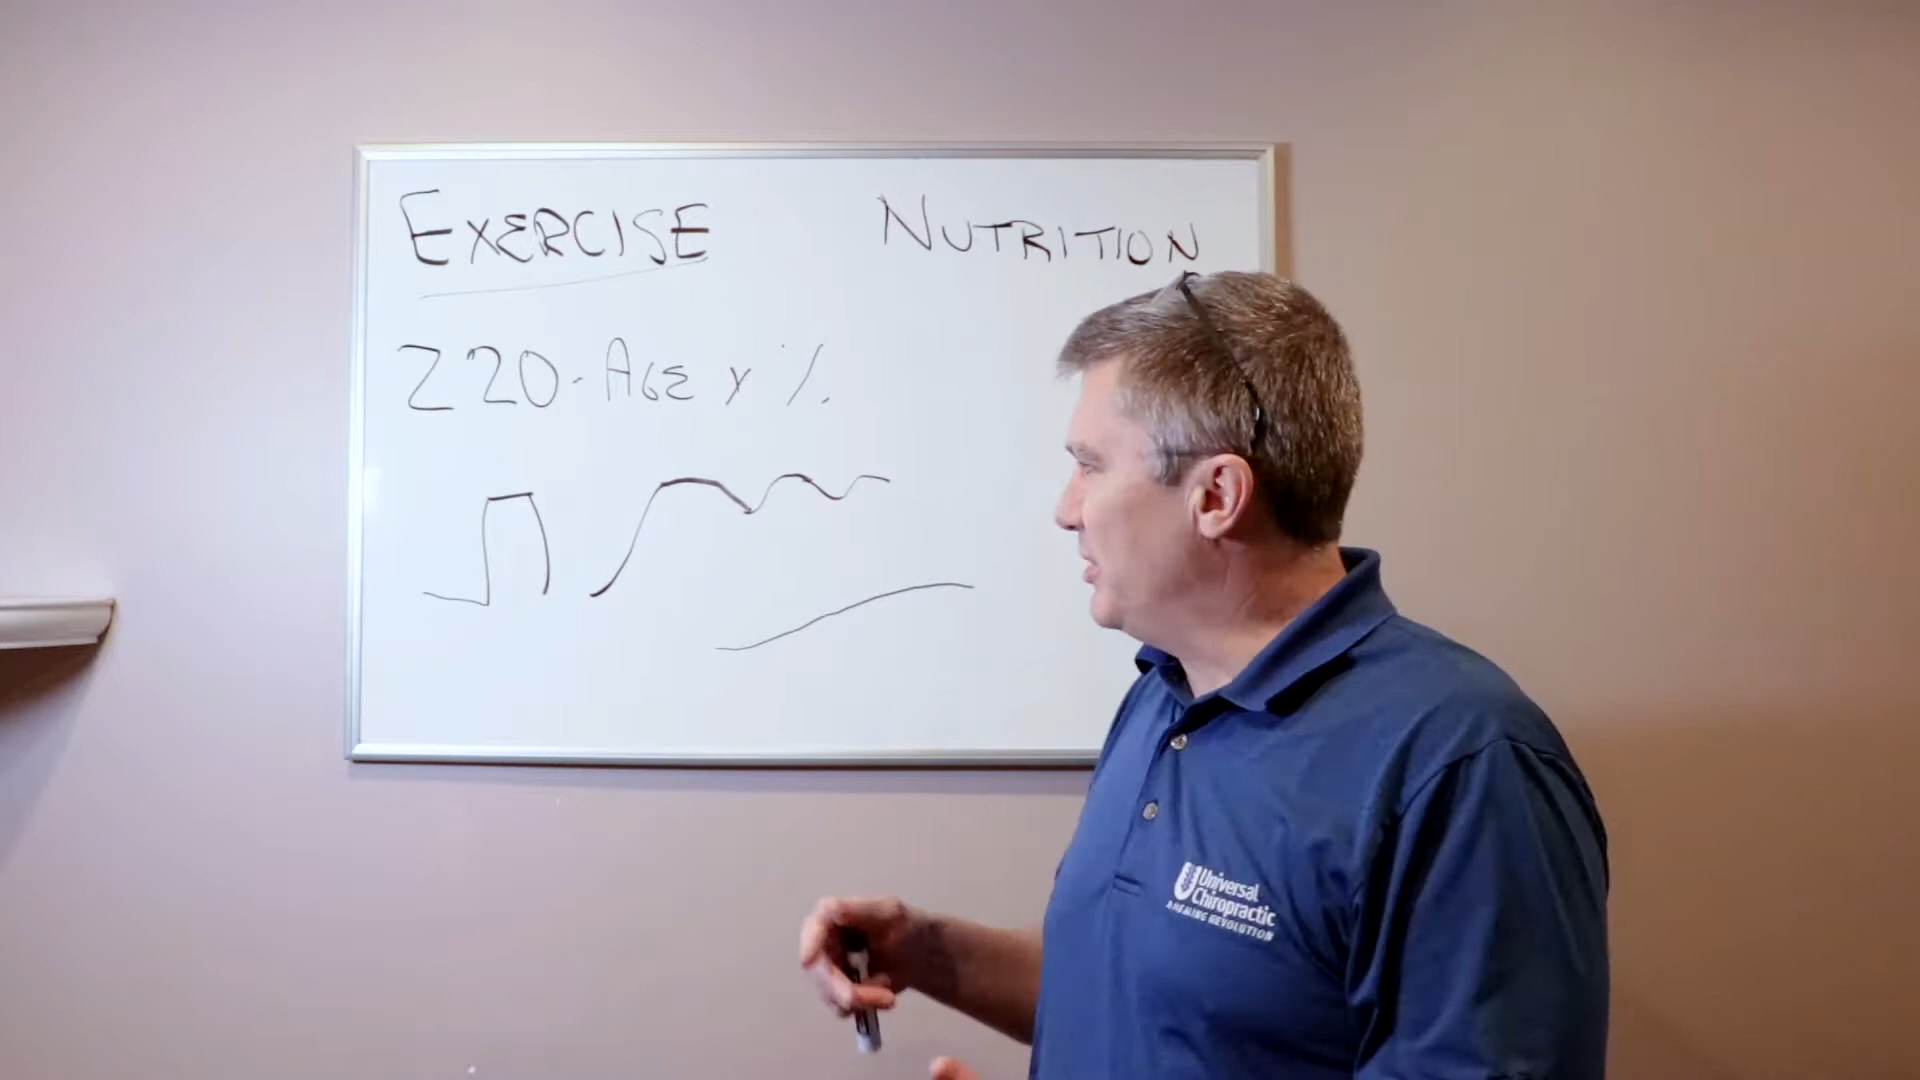 EXERCISE
NUTRITION
220 - AGE X %
Universal
Chiropractic
A HEALING REVOLUTION